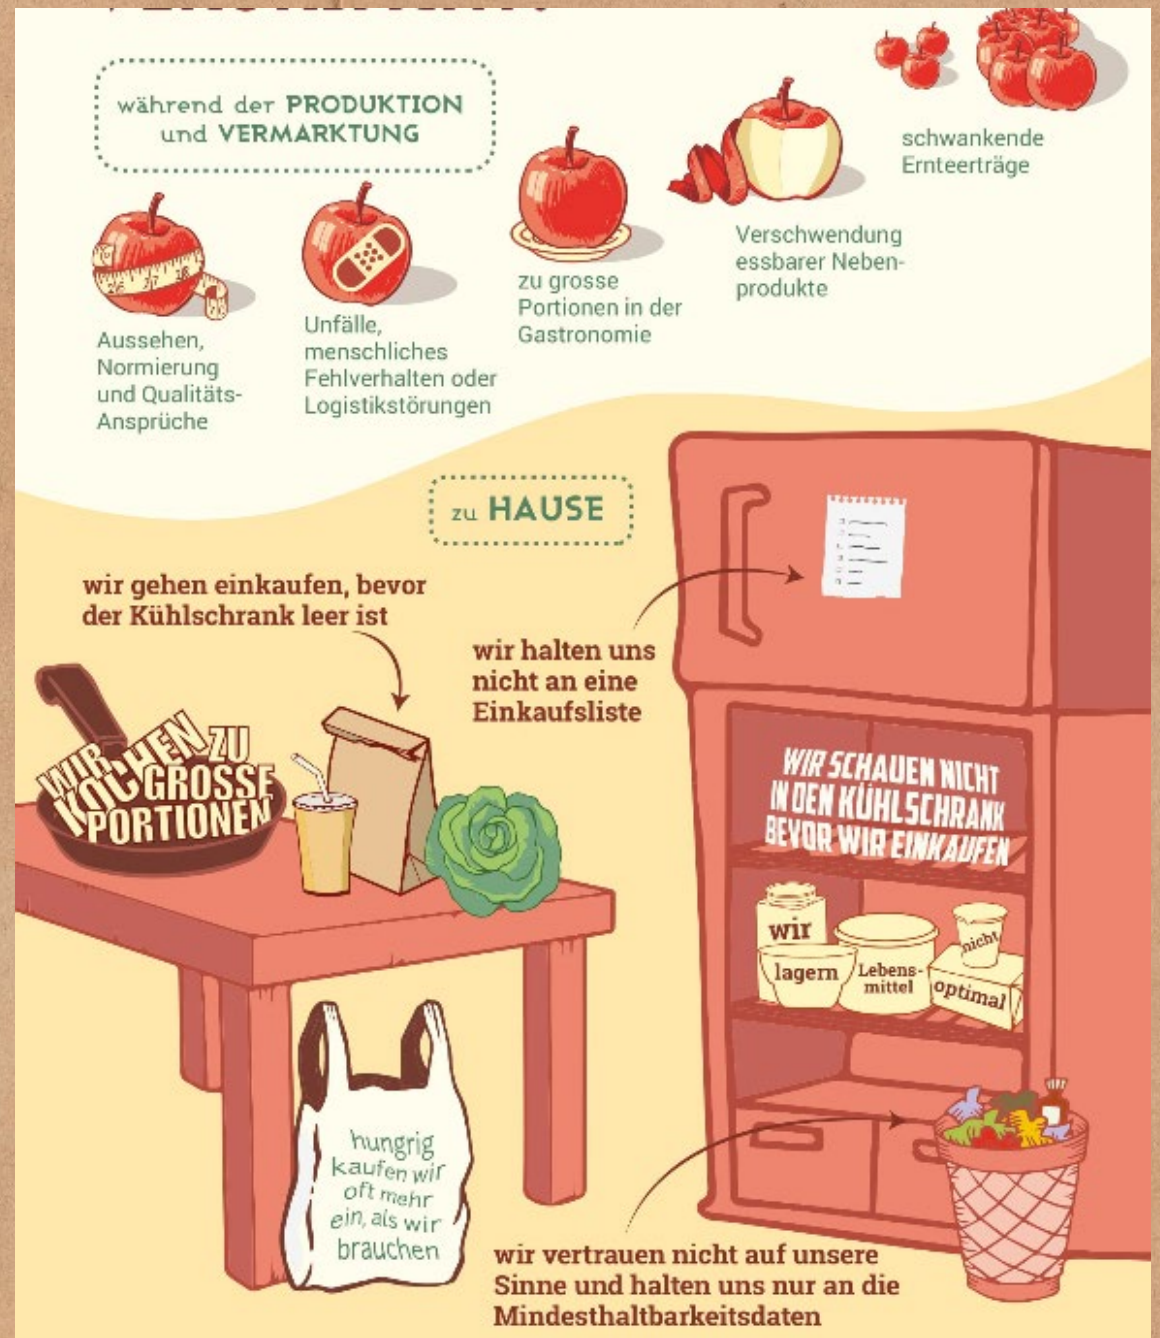 während der PRODUKTION
und VERMARKTUNG
Aussehen,
Normierung
und Qualitäts-
Ansprüche
Unfälle,
menschliches
Fehlverhalten oder
Logistikstörungen
zu grosse
Portionen in der
Gastronomie
Verschwendung
essbarer Neben-
produkte
schwankende
Ernteerträge
zu HAUSE
wir gehen einkaufen, bevor
der Kühlschrank leer ist
wir halten uns
nicht an eine
Einkaufsliste
WIR
KOCHEN ZU
GROSSE
PORTIONEN
WIR SCHAUEN NICHT
IN DEN KÜHLSCHRANK
BEVOR WIR EINKAUFEN
wir
lagern
Lebens-
mittel
nicht
optimal
hungrig
kaufen wir
oft mehr
ein, als wir
brauchen
wir vertrauen nicht auf unsere
Sinne und halten uns nur an die
Mindesthaltbarkeitsdaten